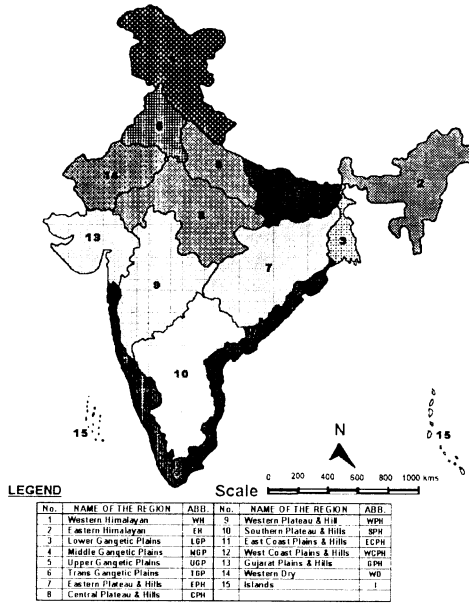 6
5
14
2
8
3
13
7
9
10
15
15
N
LEGEND
Scale 0 200 400 600 800 1000 kms
No. NAME OF THE REGION ABB. No. NAME OF THE REGION ABB.
1 Western Himalayan WH 9 Western Plateau & Hill WPH
2 Eastern Himalayan EH 10 Southern Plateau & Hills SPH
3 Lower Gangetic Plains LGP 11 East Coast Plains & Hills ECPH
4 Middle Gangetic Plains MGP 12 West Coast Plains & Hills WCPH
5 Upper Gangetic Plains UGP 13 Gujarat Plains & Hills GPH
6 Trans Gangetic Plains TGP 14 Western Dry WD
7 Eastern Plateau & Hills EPH 15 Islands I
8 Central Plateau & Hills CPH